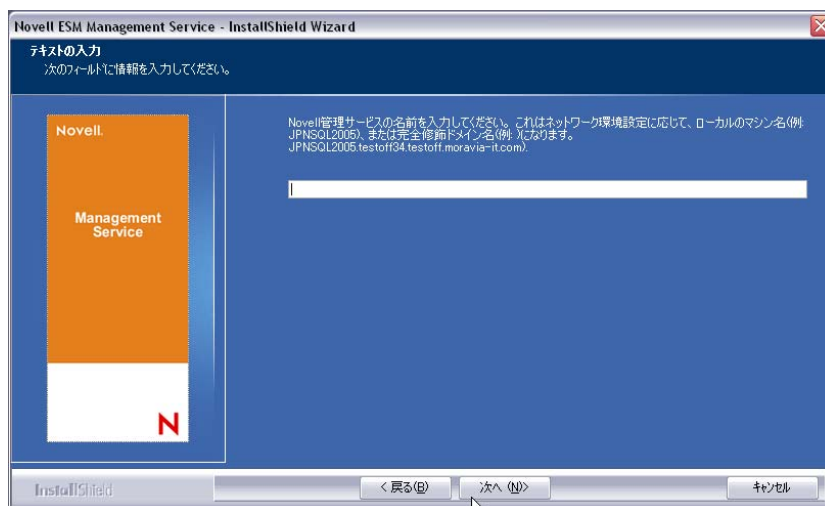 Novell ESM Management Service - InstallShield Wizard
テキストの入力
次のフィールドに情報を入力してください。
Novell管理サービスの名前を入力してください。これはネットワーク環境設定に応じて、ローカルのマシン名(例:
JPNSQL2005)、または完全修飾ドメイン名(例: )になります。
JPNSQL2005.testoff34.testoff.moravia-it.com).
Novell.
Management
Service
N
InstallShield
< 戻る(B)
次へ (N)>
キャンセル